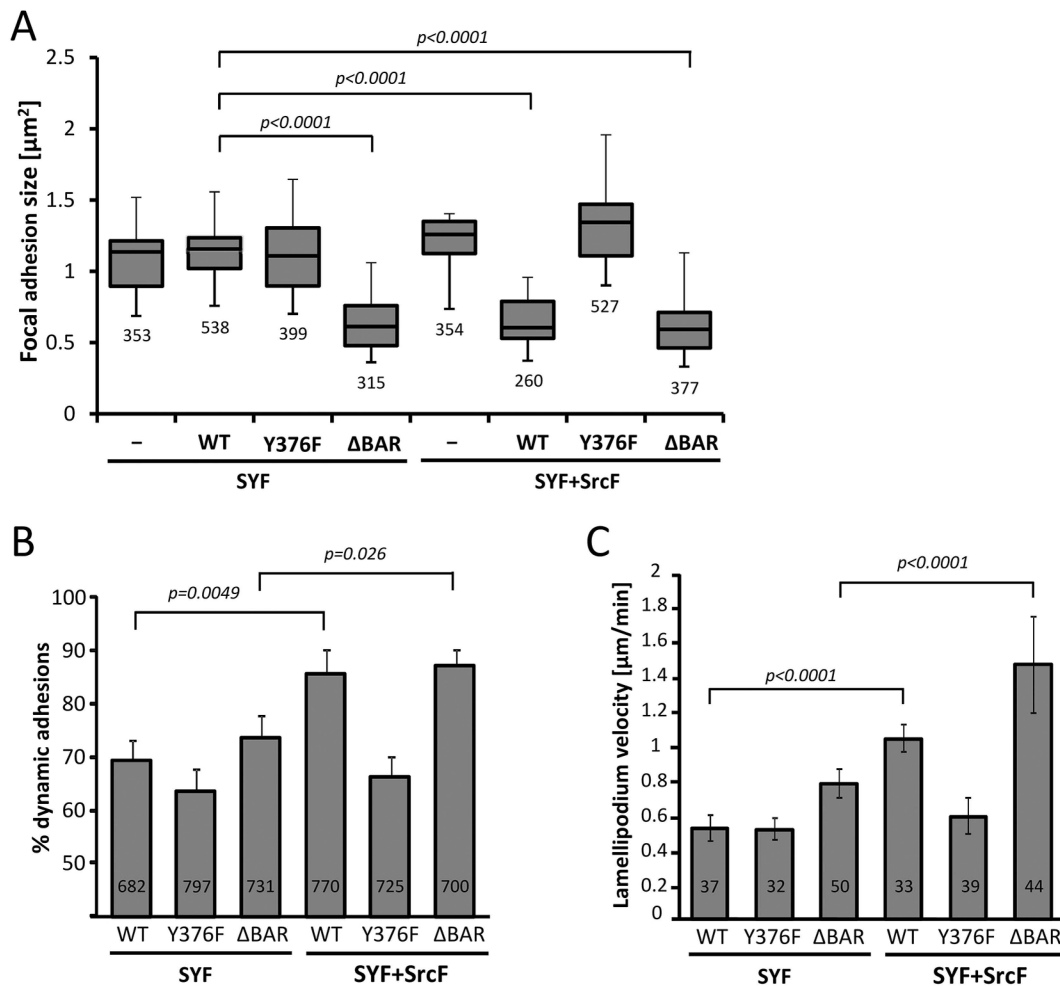 A
p<0.0001
p<0.0001
p<0.0001
Focal adhesion size [µm²]
2.5
2
1.5
1
0.5
0
353
538
399
315
354
260
527
377
–
WT
Y376F
ΔBAR
–
WT
Y376F
ΔBAR
SYF
SYF+SrcF
B
p=0.026
p=0.0049
% dynamic adhesions
100
90
80
70
60
50
682
797
731
770
725
700
WT
Y376F
ΔBAR
WT
Y376F
ΔBAR
SYF
SYF+SrcF
C
p<0.0001
p<0.0001
Lamellipodium velocity [µm/min]
2
1.8
1.6
1.4
1.2
1
0.8
0.6
0.4
0.2
0
37
32
50
33
39
44
WT
Y376F
ΔBAR
WT
Y376F
ΔBAR
SYF
SYF+SrcF